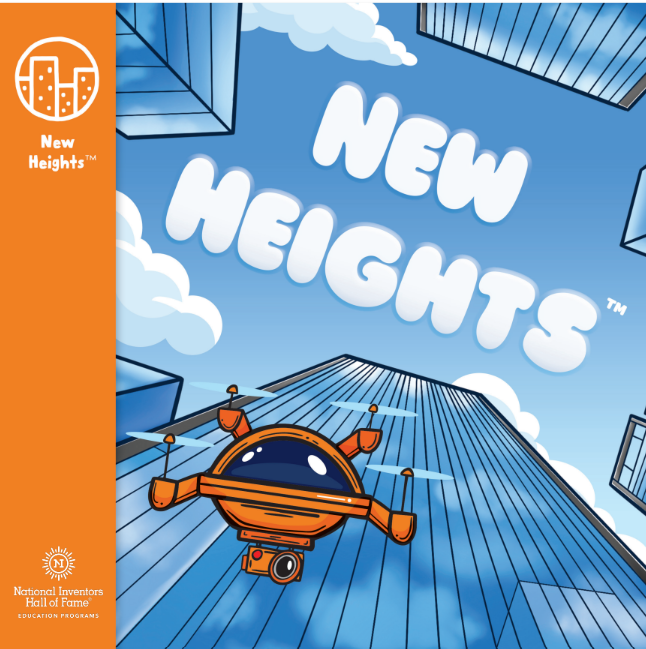 New
Heights™
NEW
HEIGHTS™
N
National Inventors
Hall of Fame®
EDUCATION PROGRAMS